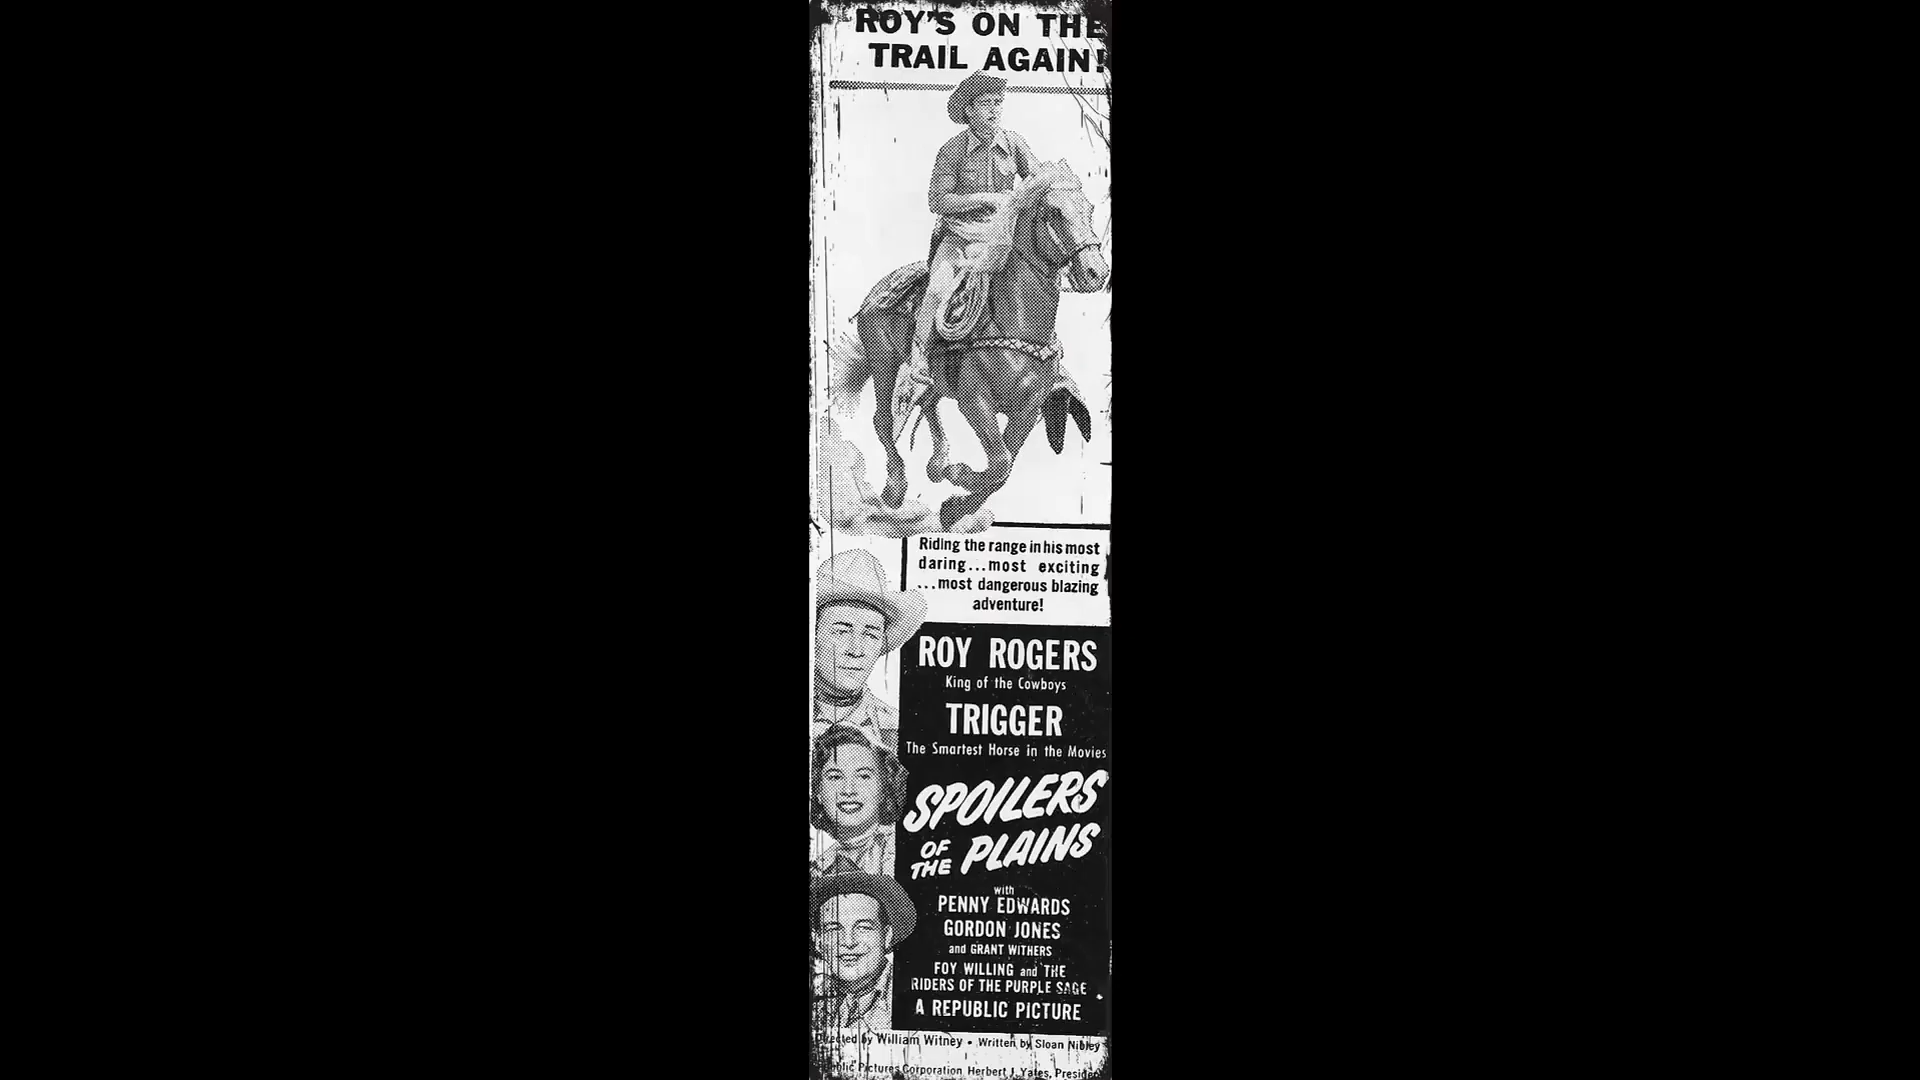 ROY'S ON THE
TRAIL AGAIN!
Riding the range in his most
daring...most exciting
...most dangerous blazing
adventure!
ROY ROGERS
King of the Cowboys
TRIGGER
The Smartest Horse in the Movies
SPOILERS
OF THE PLAINS
with
PENNY EDWARDS
GORDON JONES
and GRANT WITHERS
FOY WILLING and THE
RIDERS OF THE PURPLE SAGE
A REPUBLIC PICTURE
Directed by William Witney • Written by Sloan Nibley
Pictures Corporation Herbert J. Yates, President